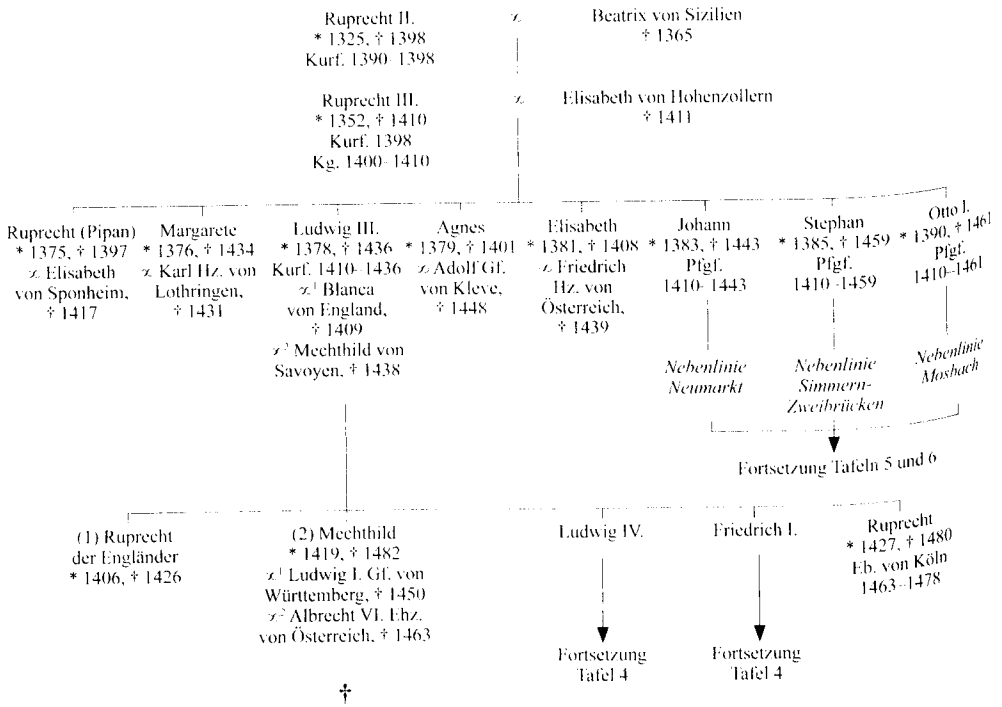 Ruprecht II.
* 1325, † 1398
Kurf. 1390–1398
⚭
Beatrix von Sizilien
† 1365
Ruprecht III.
* 1352, † 1410
Kurf. 1398
Kg. 1400–1410
⚭
Elisabeth von Hohenzollern
† 1411
Ruprecht (Pipan)
* 1375, † 1397
⚭ Elisabeth
von Sponheim,
† 1417
Margarete
* 1376, † 1434
⚭ Karl Hz. von
Lothringen,
† 1431
Ludwig III.
* 1378, † 1436
Kurf. 1410–1436
⚭¹ Blanca
von England,
† 1409
⚭² Mechthild von
Savoyen, † 1438
Agnes
* 1379, † 1401
⚭ Adolf Gf.
von Kleve,
† 1448
Elisabeth
* 1381, † 1408
⚭ Friedrich
Hz. von
Österreich,
† 1439
Johann
* 1383, † 1443
Pfgf.
1410–1443
Nebenlinie
Neumarkt
Stephan
* 1385, † 1459
Pfgf.
1410–1459
Nebenlinie
Simmern-
Zweibrücken
Otto I.
* 1390, † 1461
Pfgf.
1410–1461
Nebenlinie
Mosbach
Fortsetzung Tafeln 5 und 6
(1) Ruprecht
der Engländer
* 1406, † 1426
(2) Mechthild
* 1419, † 1482
⚭¹ Ludwig I. Gf. von
Württemberg, † 1450
⚭² Albrecht VI. Ehz.
von Österreich, † 1463
†
Ludwig IV.
Fortsetzung
Tafel 4
Friedrich I.
Fortsetzung
Tafel 4
Ruprecht
* 1427, † 1480
Eb. von Köln
1463–1478